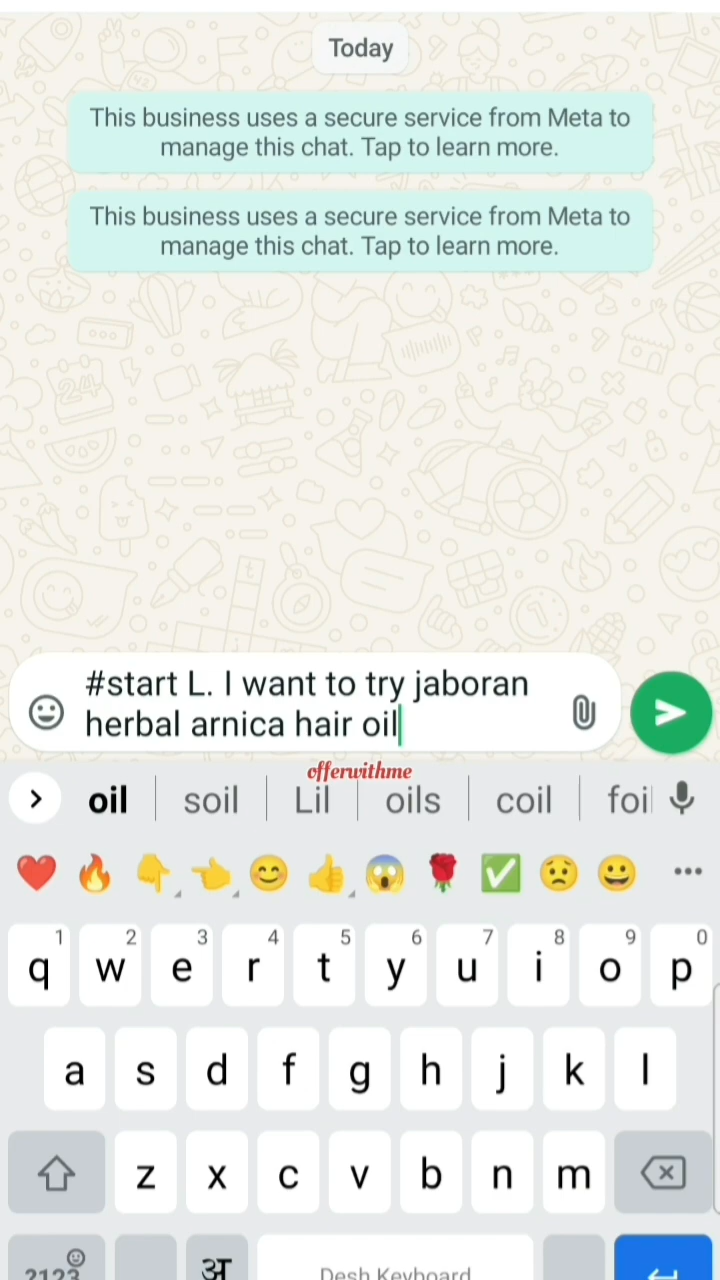 Today
This business uses a secure service from Meta to
manage this chat. Tap to learn more.
This business uses a secure service from Meta to
manage this chat. Tap to learn more.
#start L. I want to try jaboran
herbal arnica hair oil
offerwithme
oil soil Lil oils coil foil
1 2 3 4 5 6 7 8 9 0
q w e r t y u i o p
a s d f g h j k l
z x c v b n m
2123 अ Desh Keyboard